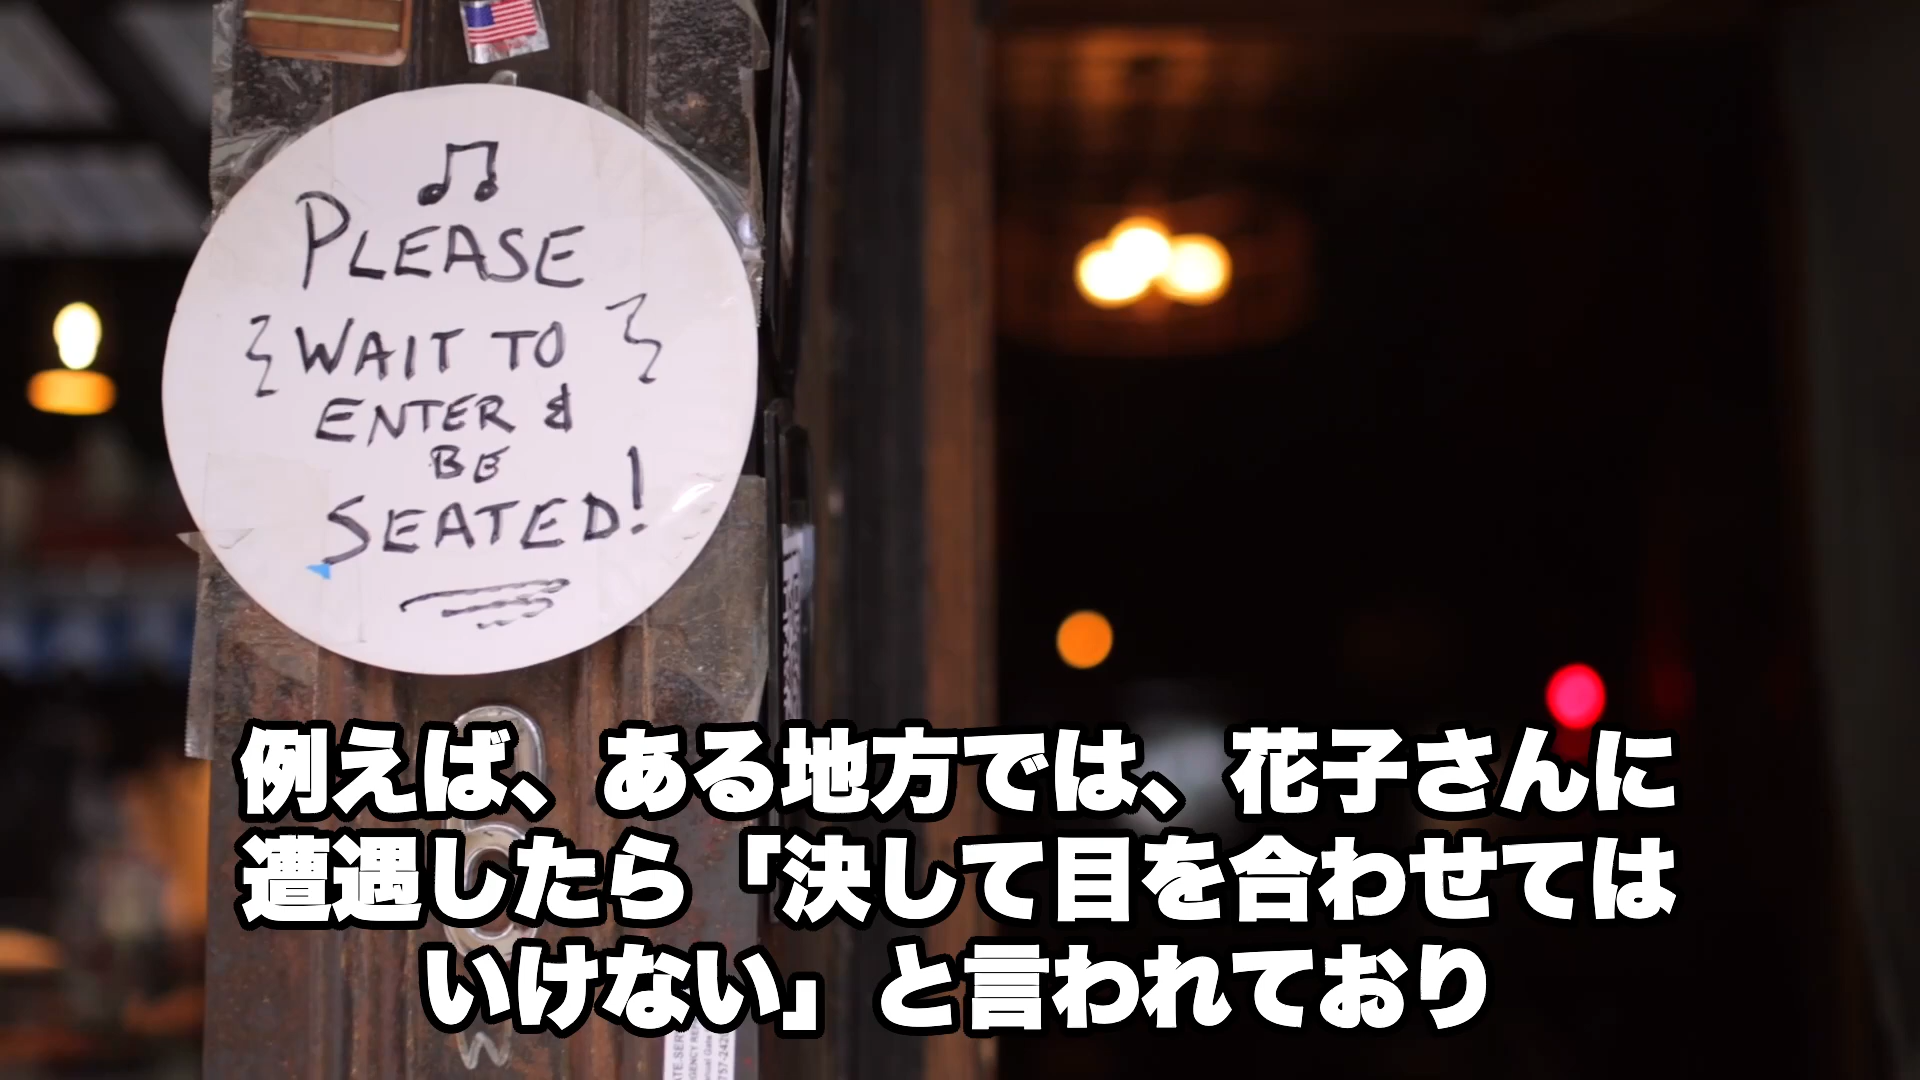 PLEASE
WAIT TO
ENTER &
BE
SEATED!
例えば、ある地方では、花子さんに
遭遇したら「決して目を合わせては
いけない」と言われており